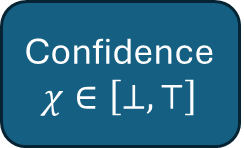 Confidence
χ ∈ [⊥, ⊤]